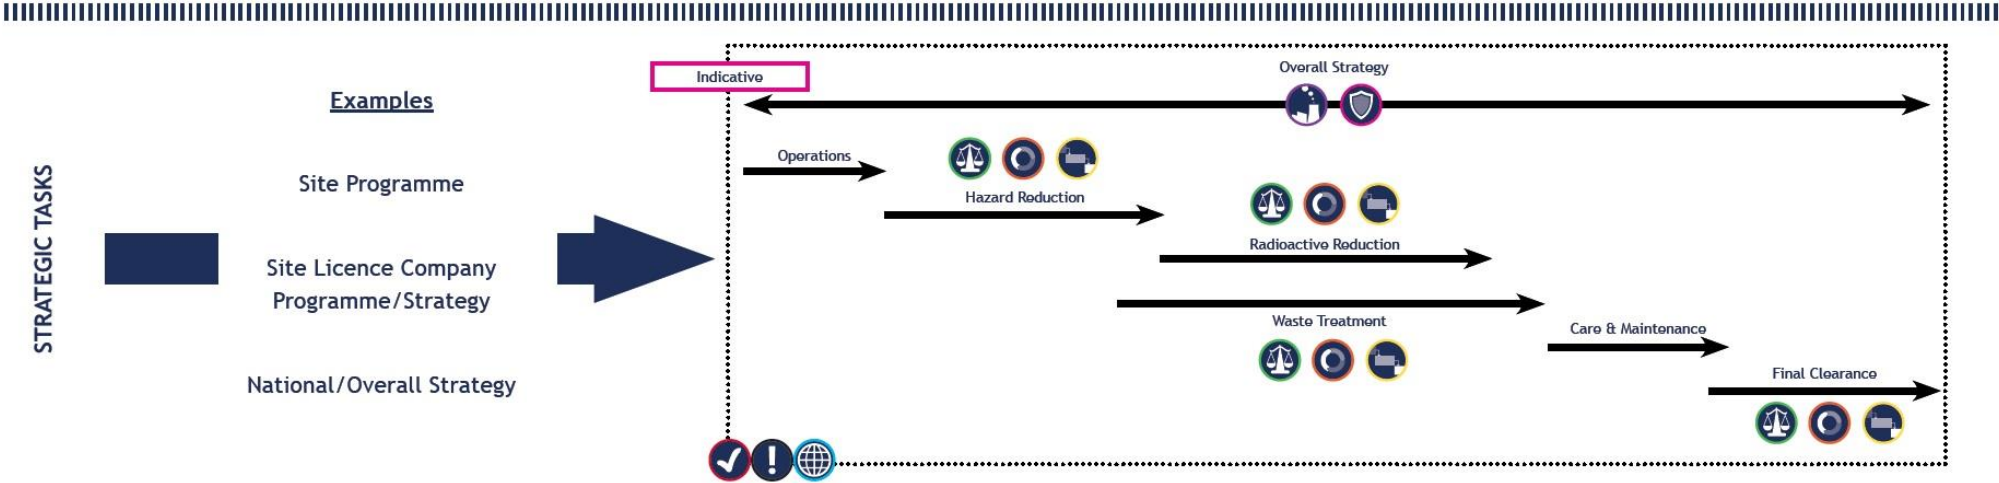 STRATEGIC TASKS
Examples
Site Programme
Site Licence Company
Programme/Strategy
National/Overall Strategy
Indicative
Overall Strategy
Operations
Hazard Reduction
Radioactive Reduction
Waste Treatment
Care & Maintenance
Final Clearance